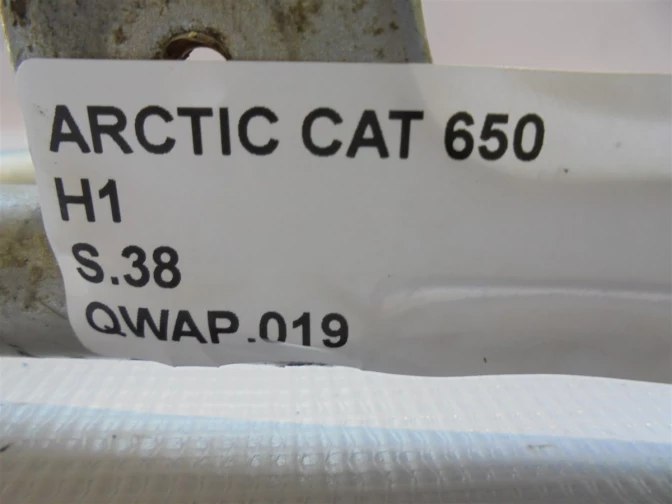 ARCTIC CAT 650
H1
S.38
QWAP.019